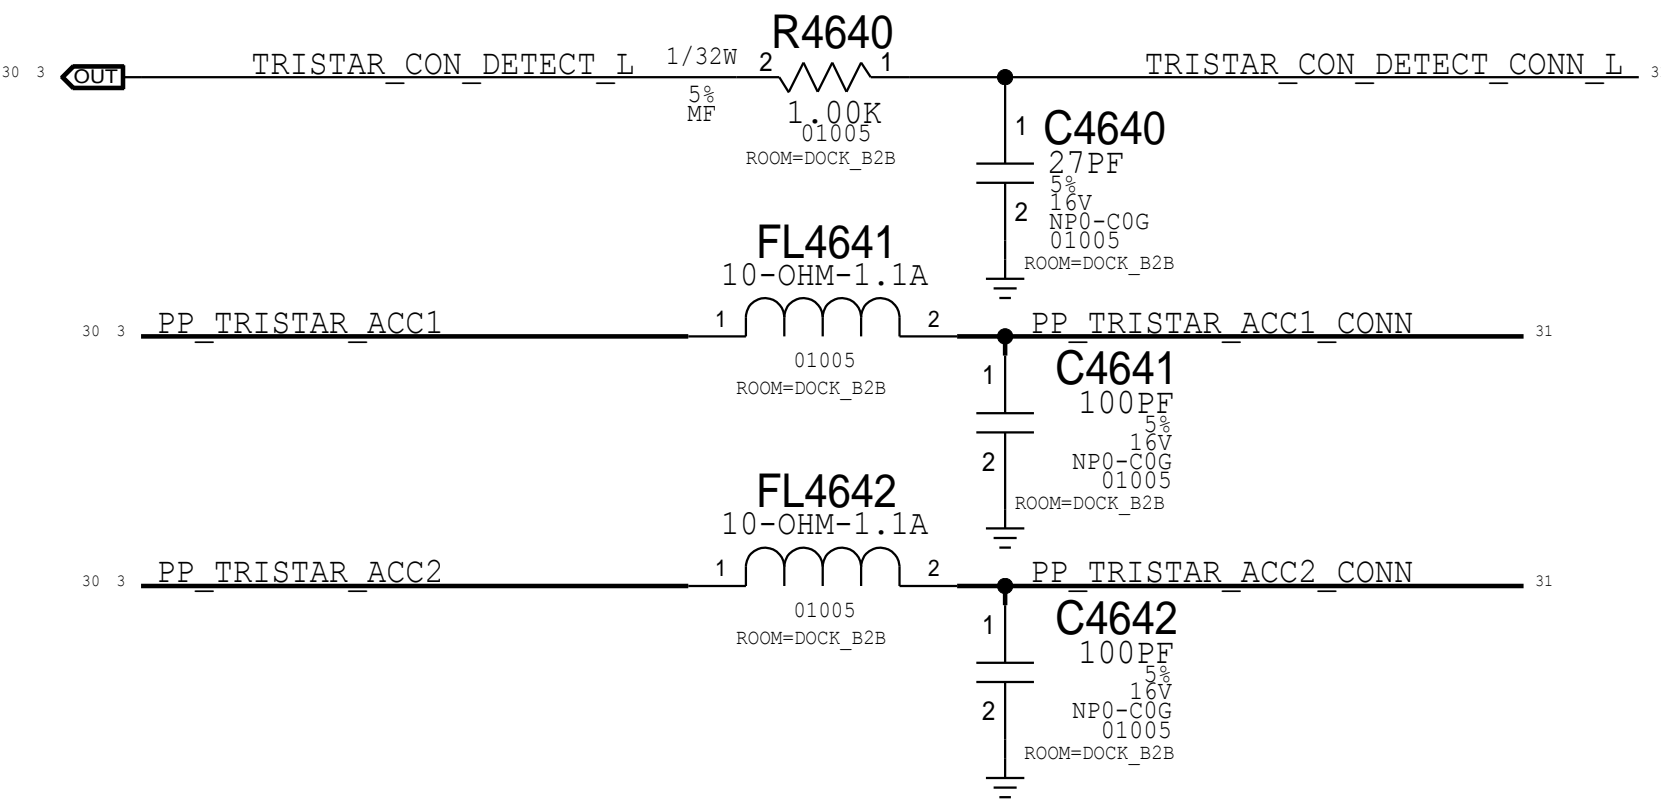 R4640
30 3 OUT TRISTAR_CON_DETECT_L 1/32W 2 1 TRISTAR_CON_DETECT_CONN_L 3
5%
MF
1.00K
01005
ROOM=DOCK_B2B
1 C4640
27PF
5%
16V
2
NP0-C0G
01005
ROOM=DOCK_B2B
FL4641
10-OHM-1.1A
30 3 PP_TRISTAR_ACC1 1 2 PP_TRISTAR_ACC1_CONN 31
01005
ROOM=DOCK_B2B
1 C4641
100PF
5%
16V
2 NP0-C0G
01005
ROOM=DOCK_B2B
FL4642
10-OHM-1.1A
30 3 PP_TRISTAR_ACC2 1 2 PP_TRISTAR_ACC2_CONN 31
01005
ROOM=DOCK_B2B
1 C4642
100PF
5%
16V
2 NP0-C0G
01005
ROOM=DOCK_B2B